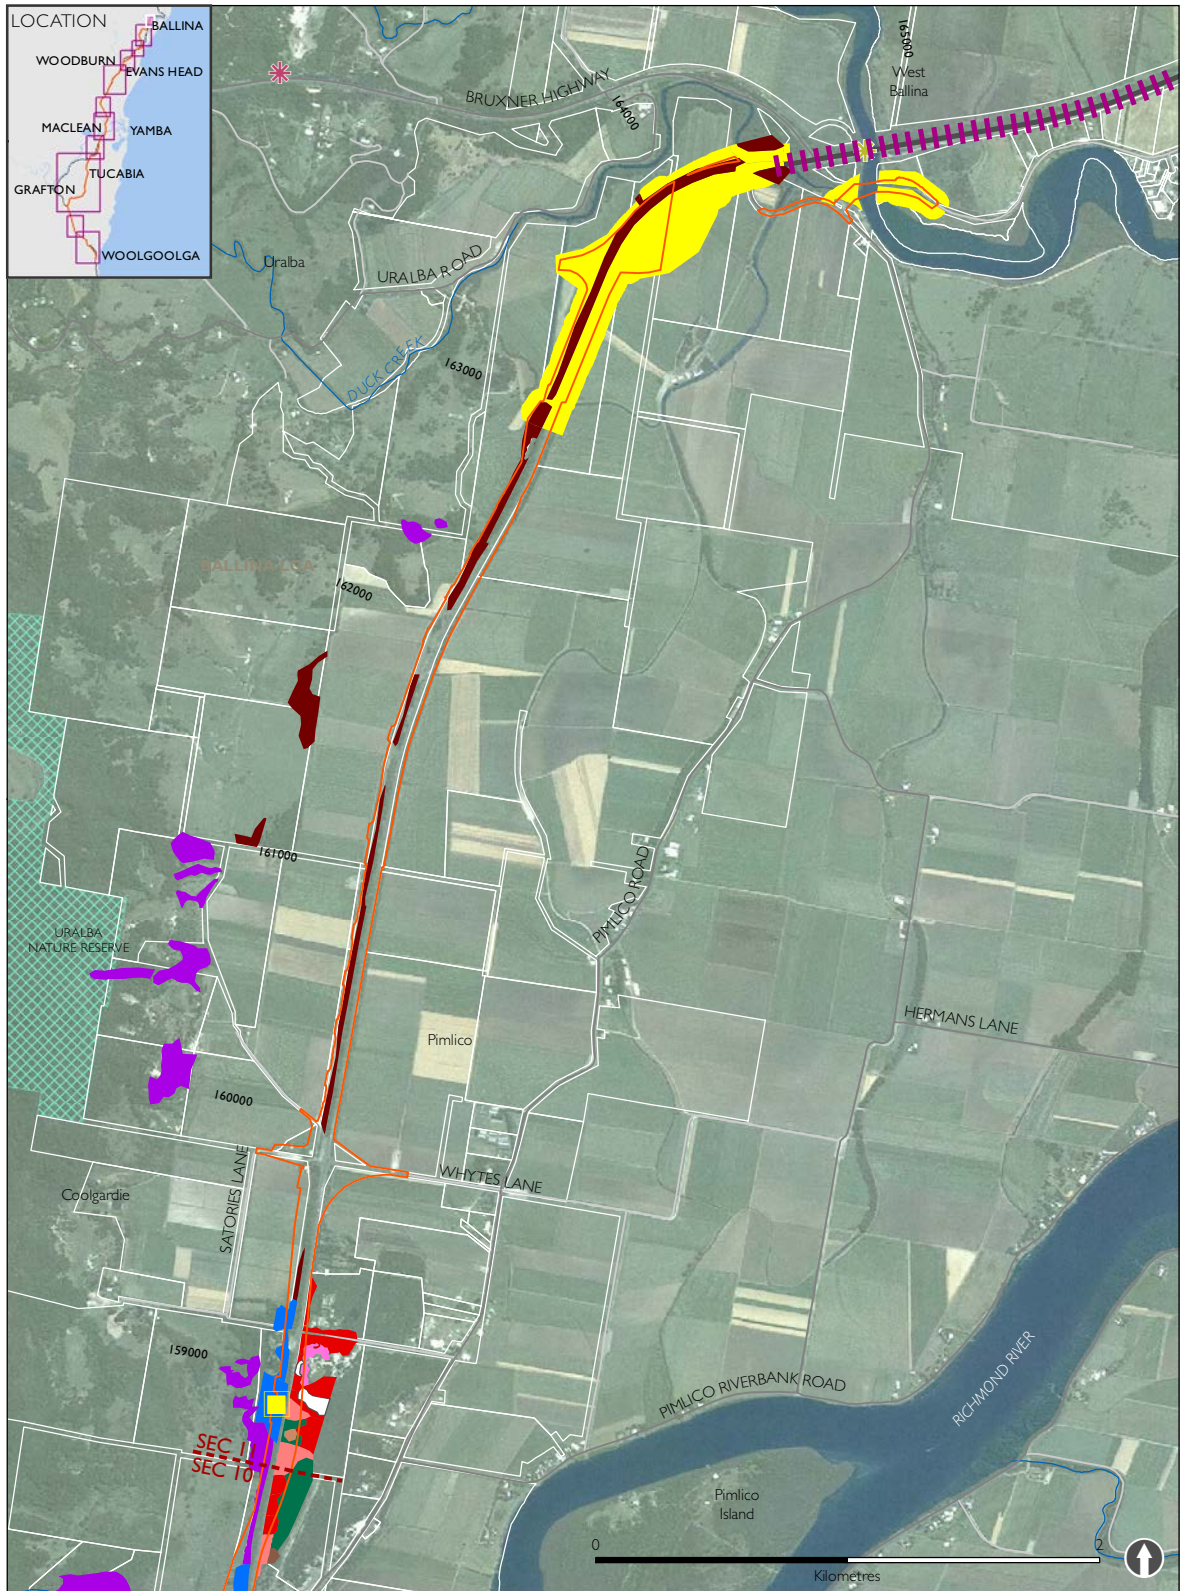 LOCATION
BALLINA
WOODBURN
EVANS HEAD
MACLEAN
YAMBA
TUCABIA
GRAFTON
WOOLGOOLGA
BRUXNER HIGHWAY
164000
165000
West
Ballina
Uralba
URALBA ROAD
DUCK CREEK
163000
BALLINA LGA
162000
161000
URALBA
NATURE RESERVE
PIMLICO ROAD
HERMANS LANE
Pimlico
160000
SATORIES LANE
WHYTES LANE
Coolgardie
159000
PIMLICO RIVERBANK ROAD
RICHMOND RIVER
SEC 11
SEC 10
Pimlico
Island
0
2
Kilometres